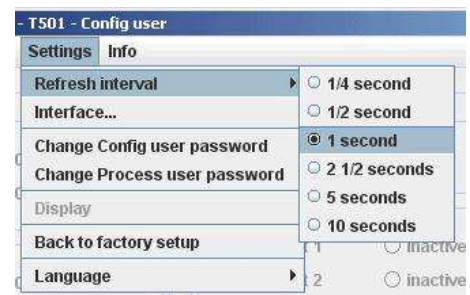 - T501 - Config user
Settings Info
Refresh interval
Interface...
Change Config user password
Change Process user password
Display
Back to factory setup
Language
1/4 second
1/2 second
1 second
2 1/2 seconds
5 seconds
10 seconds
1 inactive
2 inactive